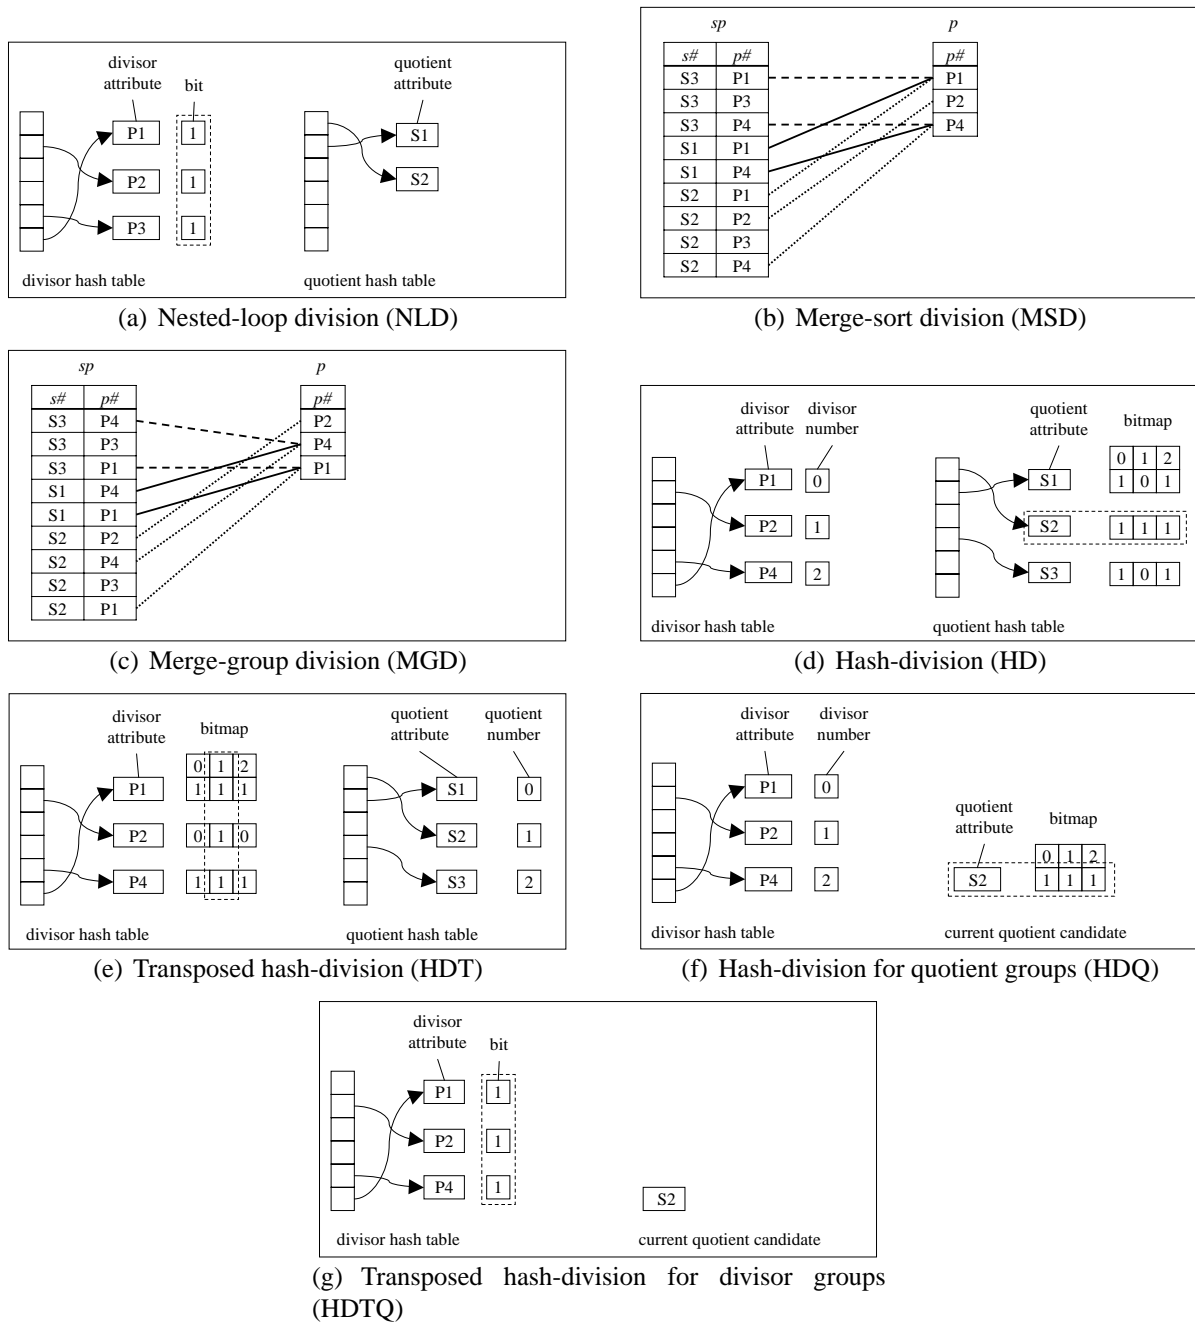 divisor
attribute
bit
P1
1
P2
1
P3
1
divisor hash table
quotient
attribute
S1
S2
quotient hash table
(a) Nested-loop division (NLD)
sp
p
s# p#
p#
S3 P1
P1
S3 P3
P2
S3 P4
P4
S1 P1
S1 P4
S2 P1
S2 P2
S2 P3
S2 P4
(b) Merge-sort division (MSD)
sp
p
s# p#
p#
S3 P4
P2
S3 P3
P4
S3 P1
P1
S1 P4
S1 P1
S2 P2
S2 P4
S2 P3
S2 P1
(c) Merge-group division (MGD)
divisor divisor
attribute number
P1 0
P2 1
P4 2
divisor hash table
quotient
attribute
bitmap
0 1 2
S1 1 0 1
S2 1 1 1
S3 1 0 1
quotient hash table
(d) Hash-division (HD)
divisor
attribute
bitmap
0 1 2
P1 1 1 1
P2 0 1 0
P4 1 1 1
divisor hash table
quotient quotient
attribute number
S1 0
S2 1
S3 2
quotient hash table
(e) Transposed hash-division (HDT)
divisor divisor
attribute number
P1 0
P2 1
P4 2
divisor hash table
quotient
attribute
bitmap
0 1 2
S2 1 1 1
current quotient candidate
(f) Hash-division for quotient groups (HDQ)
divisor
attribute
bit
P1 1
P2 1
P4 1
divisor hash table
S2
current quotient candidate
(g) Transposed hash-division for divisor groups
(HDTQ)